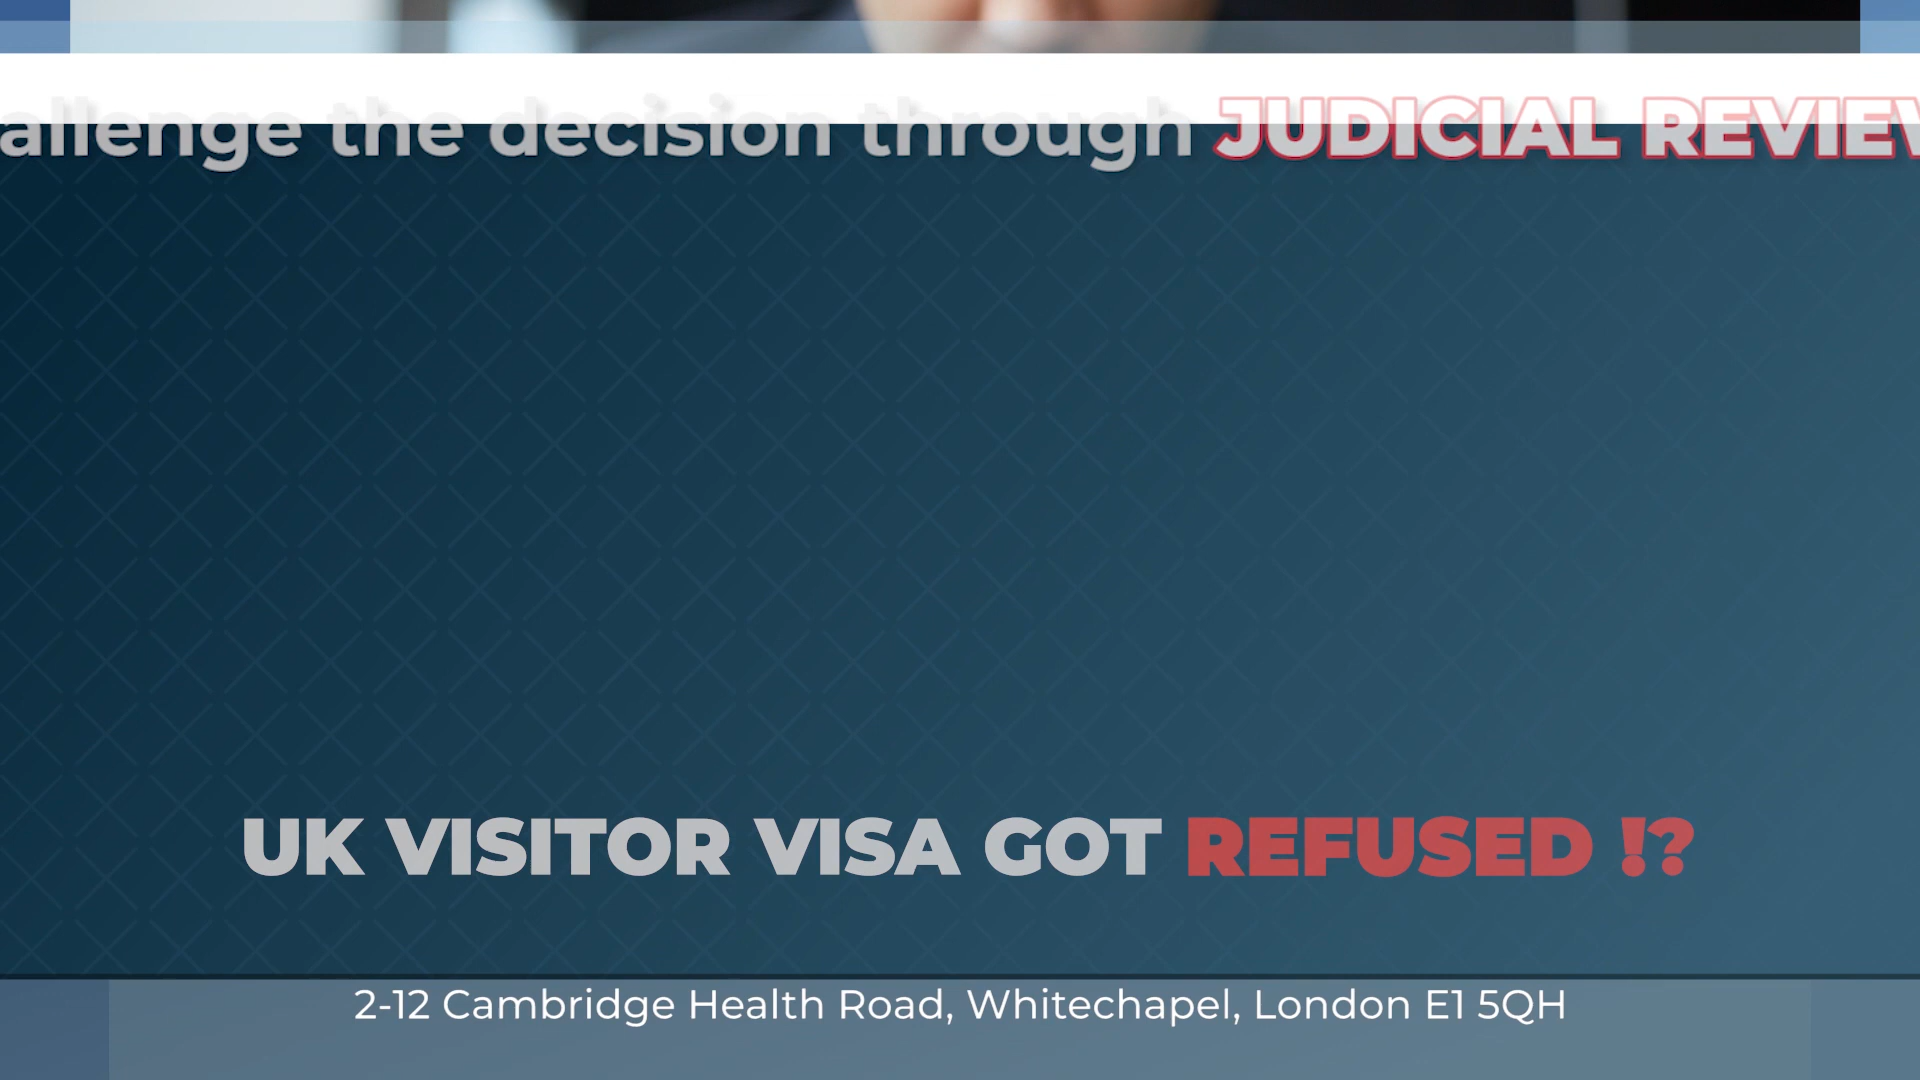 allenge the decision through JUDICIAL REVIEW
UK VISITOR VISA GOT REFUSED !?
2-12 Cambridge Health Road, Whitechapel, London E1 5QH